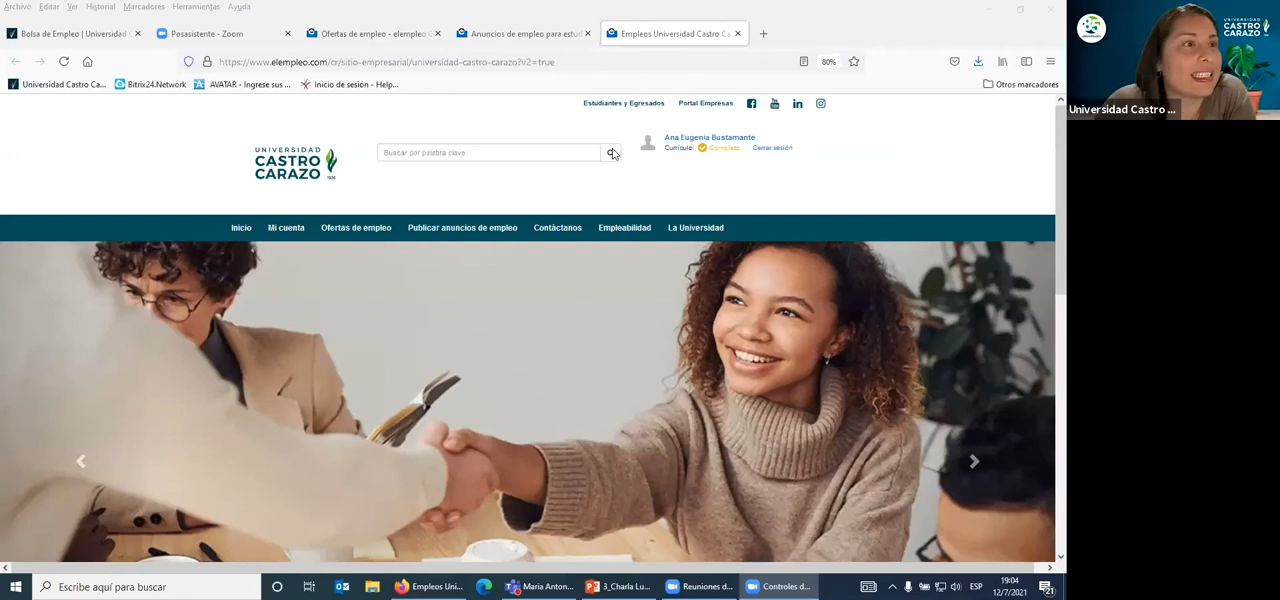 Archivo Editar Ver Historial Marcadores Herramientas Ayuda
Bolsa de Empleo | Universidad C
Posasistente - Zoom
Ofertas de empleo - elempleo C
Anuncios de empleo para estud
Empleos Universidad Castro Ca
https://www.elempleo.com/cr/sitio-empresarial/universidad-castro-carazo?v2=true
80%
Universidad Castro Ca...
Bitrix24.Network
AVATAR - Ingrese sus ...
Inicio de sesión - Help...
Otros marcadores
Estudiantes y Egresados
Portal Empresas
UNIVERSIDAD
CASTRO
CARAZO
Buscar por palabra clave
Ana Eugenia Bustamante
Currículo: Completo
Cerrar sesión
Inicio
Mi cuenta
Ofertas de empleo
Publicar anuncios de empleo
Contáctanos
Empleabilidad
La Universidad
UNIVERSIDAD
CASTRO
CARAZO
Universidad Castro ...
Escribe aquí para buscar
Empleos Uni...
Maria Anton...
3_Charla Lu...
Reuniones d...
Controles d...
ESP
19:04
12/7/2021
21